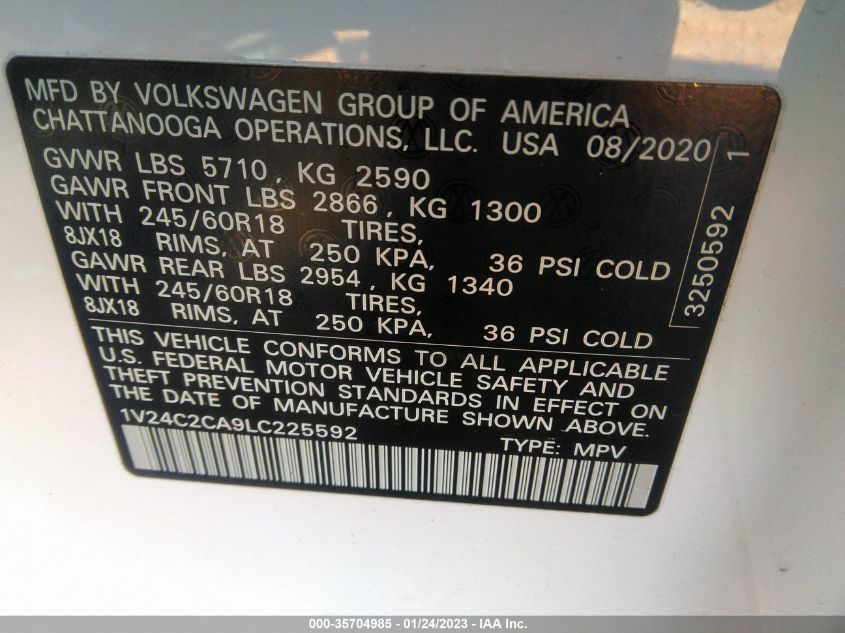 MFD BY VOLKSWAGEN GROUP OF AMERICA
CHATTANOOGA OPERATIONS, LLC. USA 08/2020
GVWR LBS 5710, KG 2590
GAWR FRONT LBS 2866, KG 1300
WITH 245/60R18 TIRES,
8JX18 RIMS, AT 250 KPA, 36 PSI COLD
GAWR REAR LBS 2954, KG 1340
WITH 245/60R18 TIRES,
8JX18 RIMS, AT 250 KPA, 36 PSI COLD
THIS VEHICLE CONFORMS TO ALL APPLICABLE
U.S. FEDERAL MOTOR VEHICLE SAFETY AND
THEFT PREVENTION STANDARDS IN EFFECT ON
THE DATE OF MANUFACTURE SHOWN ABOVE.
1V24C2CA9LC225592 TYPE: MPV
3250592 1
000-35704985 - 01/24/2023 - IAA Inc.